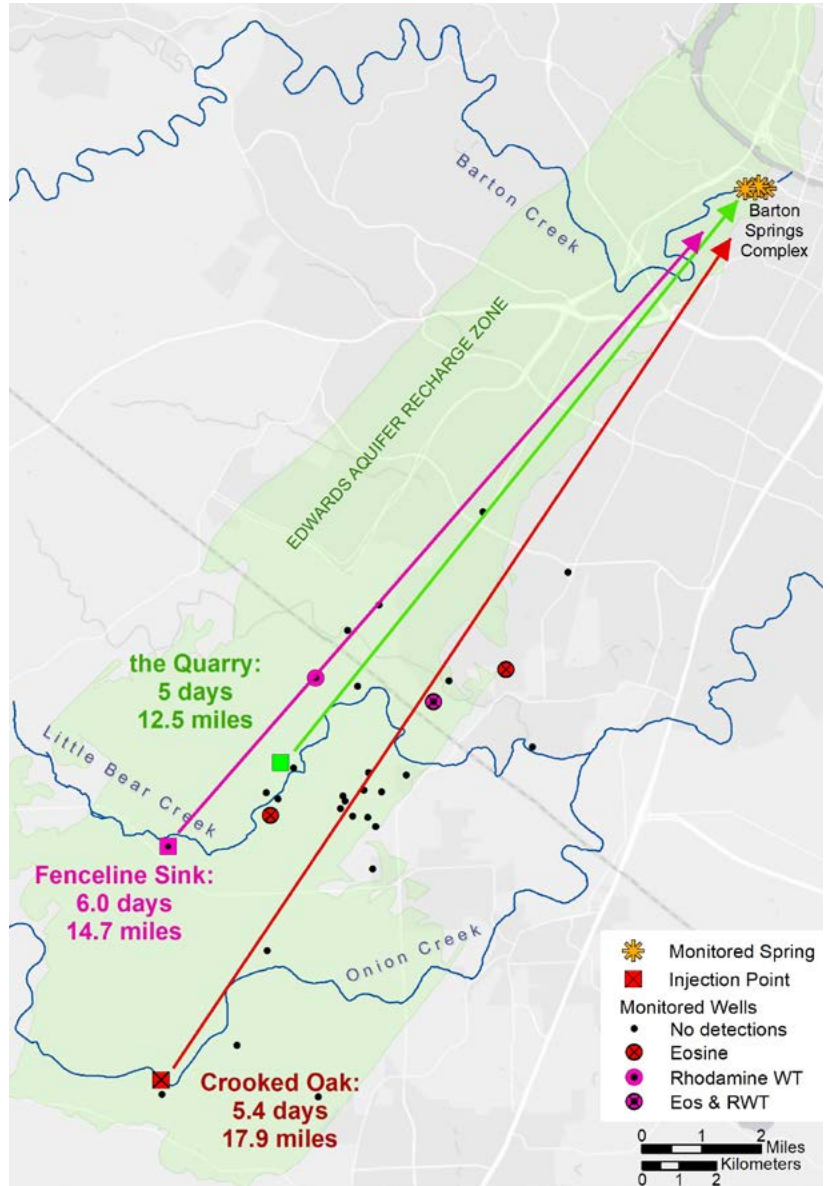 Barton Creek
Barton
Springs
Complex
EDWARDS AQUIFER RECHARGE ZONE
the Quarry:
5 days
12.5 miles
Little Bear Creek
Fenceline Sink:
6.0 days
14.7 miles
Onion Creek
Crooked Oak:
5.4 days
17.9 miles
Monitored Spring
Injection Point
Monitored Wells
No detections
Eosine
Rhodamine WT
Eos & RWT
0 1 2
Miles
Kilometers
0 1 2